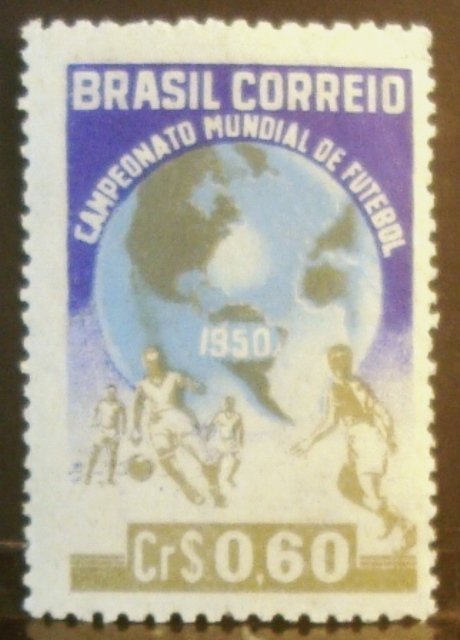 BRASIL CORREIO
CAMPEONATO MUNDIAL DE FUTEBOL
1950
Cr$ 0,60